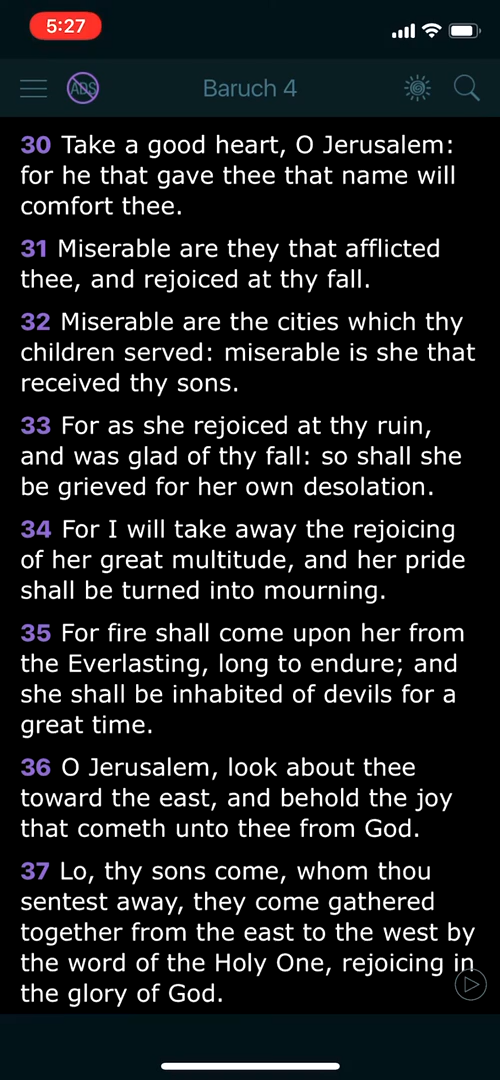 5:27
ADS
Baruch 4
30 Take a good heart, O Jerusalem:
for he that gave thee that name will
comfort thee.
31 Miserable are they that afflicted
thee, and rejoiced at thy fall.
32 Miserable are the cities which thy
children served: miserable is she that
received thy sons.
33 For as she rejoiced at thy ruin,
and was glad of thy fall: so shall she
be grieved for her own desolation.
34 For I will take away the rejoicing
of her great multitude, and her pride
shall be turned into mourning.
35 For fire shall come upon her from
the Everlasting, long to endure; and
she shall be inhabited of devils for a
great time.
36 O Jerusalem, look about thee
toward the east, and behold the joy
that cometh unto thee from God.
37 Lo, thy sons come, whom thou
sentest away, they come gathered
together from the east to the west by
the word of the Holy One, rejoicing in
the glory of God.